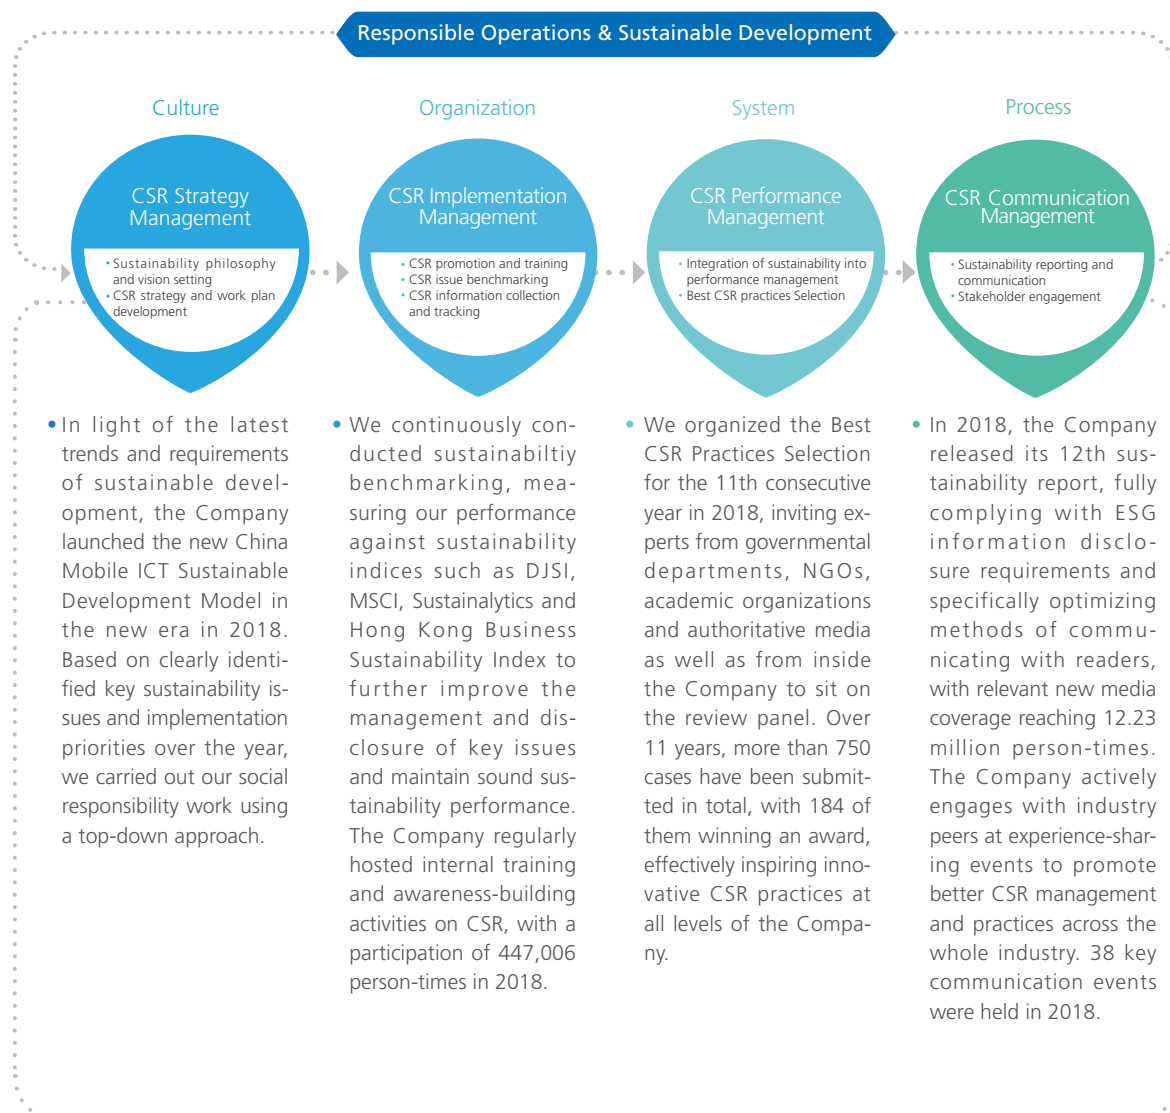 Responsible Operations & Sustainable Development
Culture
CSR Strategy
Management
• Sustainability philosophy
and vision setting
• CSR strategy and work plan
development
• In light of the latest
trends and requirements
of sustainable devel-
opment, the Company
launched the new China
Mobile ICT Sustainable
Development Model in
the new era in 2018.
Based on clearly identi-
fied key sustainability is-
sues and implementation
priorities over the year,
we carried out our social
responsibility work using
a top-down approach.
Organization
CSR Implementation
Management
• CSR promotion and training
• CSR issue benchmarking
• CSR information collection
and tracking
• We continuously con-
ducted sustainabiltiy
benchmarking, mea-
suring our performance
against sustainability
indices such as DJSI,
MSCI, Sustainalytics and
Hong Kong Business
Sustainability Index to
further improve the
management and dis-
closure of key issues
and maintain sound sus-
tainability performance.
The Company regularly
hosted internal training
and awareness-building
activities on CSR, with a
participation of 447,006
person-times in 2018.
System
CSR Performance
Management
• Integration of sustainability into
performance management
• Best CSR practices Selection
• We organized the Best
CSR Practices Selection
for the 11th consecutive
year in 2018, inviting ex-
perts from governmental
departments, NGOs,
academic organizations
and authoritative media
as well as from inside
the Company to sit on
the review panel. Over
11 years, more than 750
cases have been submit-
ted in total, with 184 of
them winning an award,
effectively inspiring inno-
vative CSR practices at
all levels of the Compa-
ny.
Process
CSR Communication
Management
• Sustainability reporting and
communication
• Stakeholder engagement
• In 2018, the Company
released its 12th sus-
tainability report, fully
complying with ESG
information disclo-
sure requirements and
specifically optimizing
methods of commu-
nicating with readers,
with relevant new media
coverage reaching 12.23
million person-times.
The Company actively
engages with industry
peers at experience-shar-
ing events to promote
better CSR management
and practices across the
whole industry. 38 key
communication events
were held in 2018.